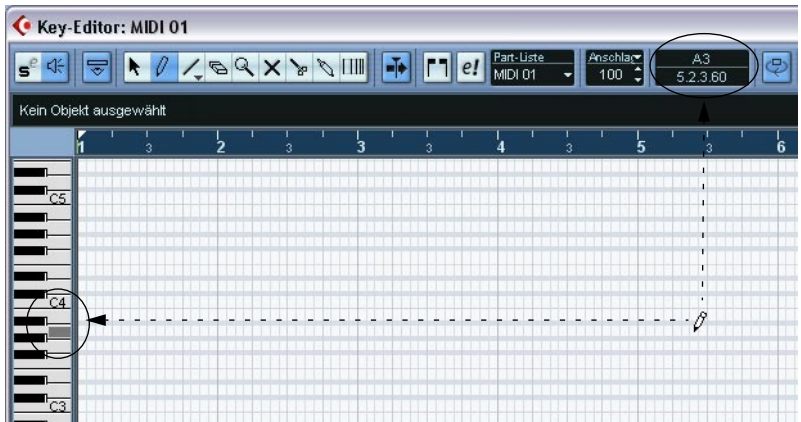 Key-Editor: MIDI 01
se
e!
Part-Liste
MIDI 01
Anschlag
100
A3
5.2.3.60
Kein Objekt ausgewählt
1 3 2 3 3 3 4 3 5 3 6
C5
C4
C3